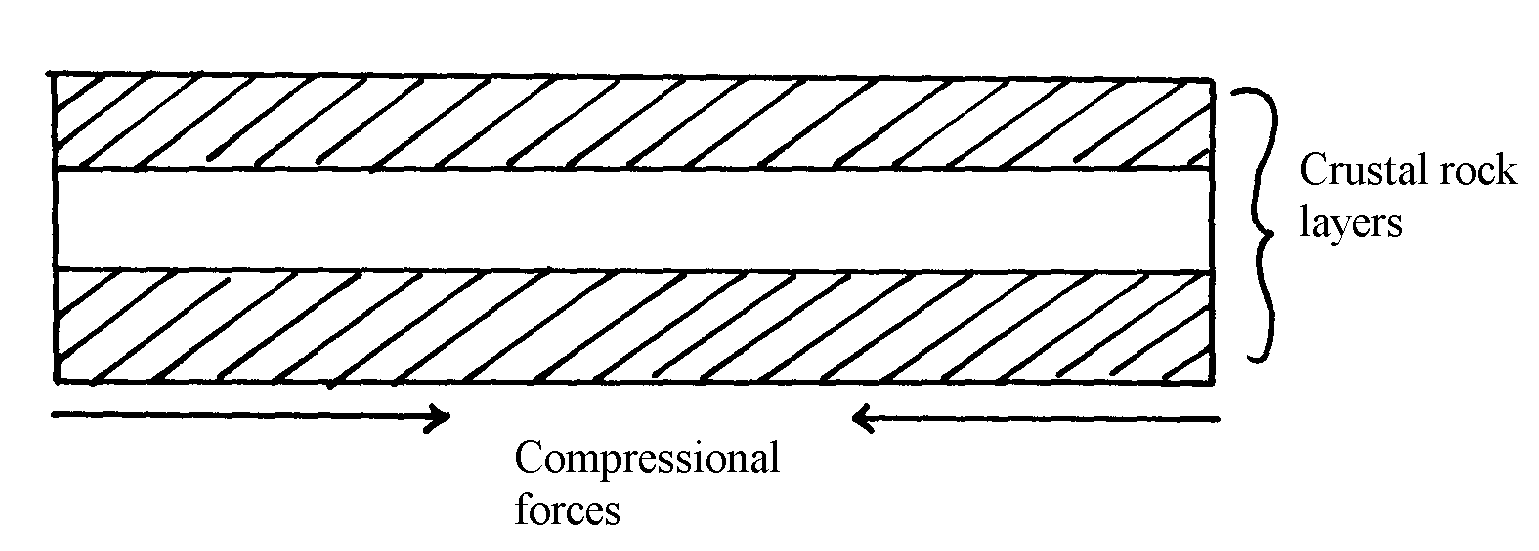 Crustal rock
layers
Compressional
forces